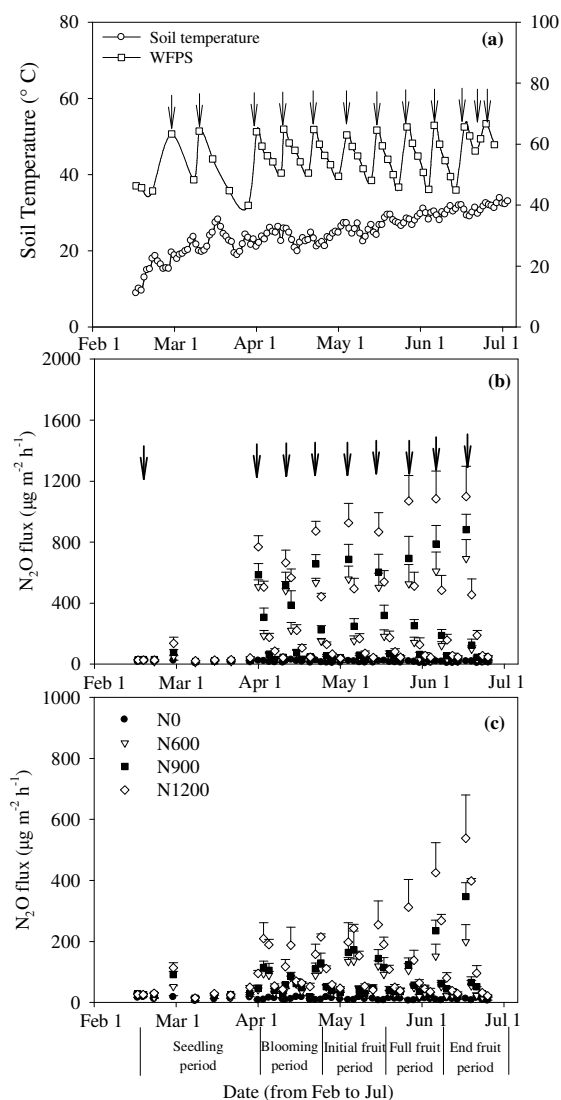 80
100
Soil temperature
(a)
WFPS
60
80
40
60
40
20
20
0
0
Soil Temperature (° C)
Feb 1
Mar 1
Apr 1
May 1
Jun 1
Jul 1
2000
(b)
1600
1200
800
400
0
N₂O flux (μg m⁻² h⁻¹)
Feb 1
Mar 1
Apr 1
May 1
Jun 1
Jul 1
1000
(c)
N0
800
N600
N900
N1200
600
400
200
0
N₂O flux (μg m⁻² h⁻¹)
Feb 1
Mar 1
Apr 1
May 1
Jun 1
Jul 1
Seedling period
Blooming period
Initial fruit period
Full fruit period
End fruit period
Date (from Feb to Jul)